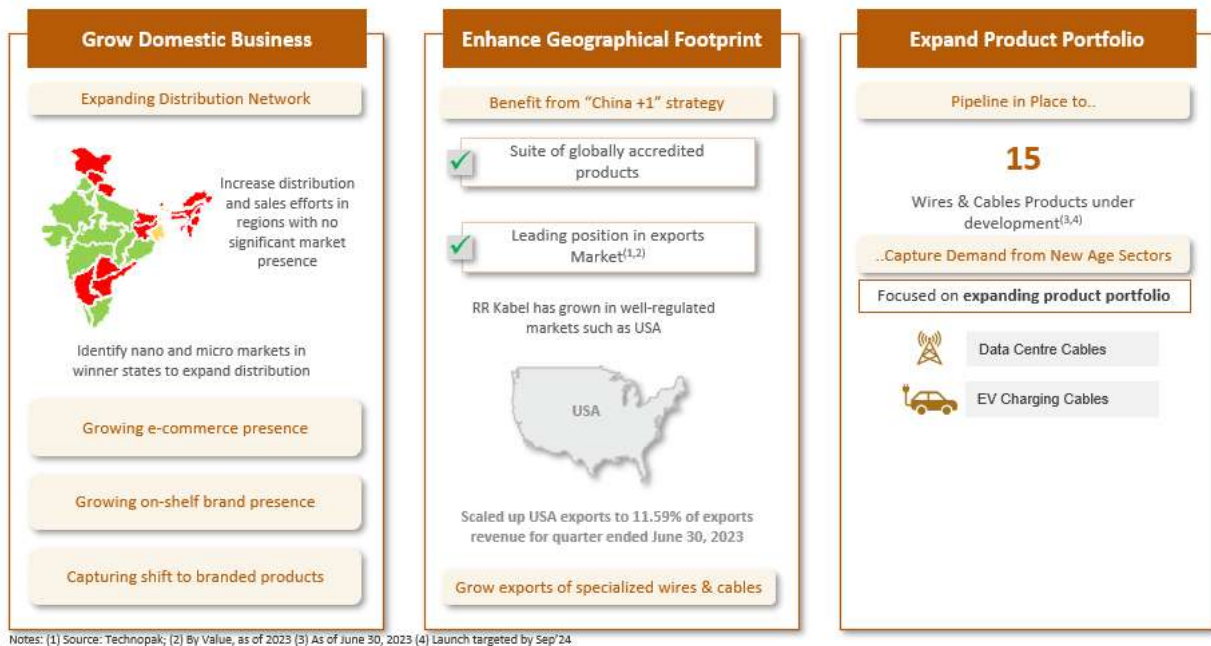 Grow Domestic Business
Expanding Distribution Network
Increase distribution
and sales efforts in
regions with no
significant market
presence
Identify nano and micro markets in
winner states to expand distribution
Growing e-commerce presence
Growing on-shelf brand presence
Capturing shift to branded products
Enhance Geographical Footprint
Benefit from “China +1” strategy
Suite of globally accredited
products
Leading position in exports
Market(1,2)
RR Kabel has grown in well-regulated
markets such as USA
USA
Scaled up USA exports to 11.59% of exports
revenue for quarter ended June 30, 2023
Grow exports of specialized wires & cables
Expand Product Portfolio
Pipeline in Place to..
15
Wires & Cables Products under
development(3,4)
..Capture Demand from New Age Sectors
Focused on expanding product portfolio
Data Centre Cables
EV Charging Cables
Notes: (1) Source: Technopak; (2) By Value, as of 2023 (3) As of June 30, 2023 (4) Launch targeted by Sep’24